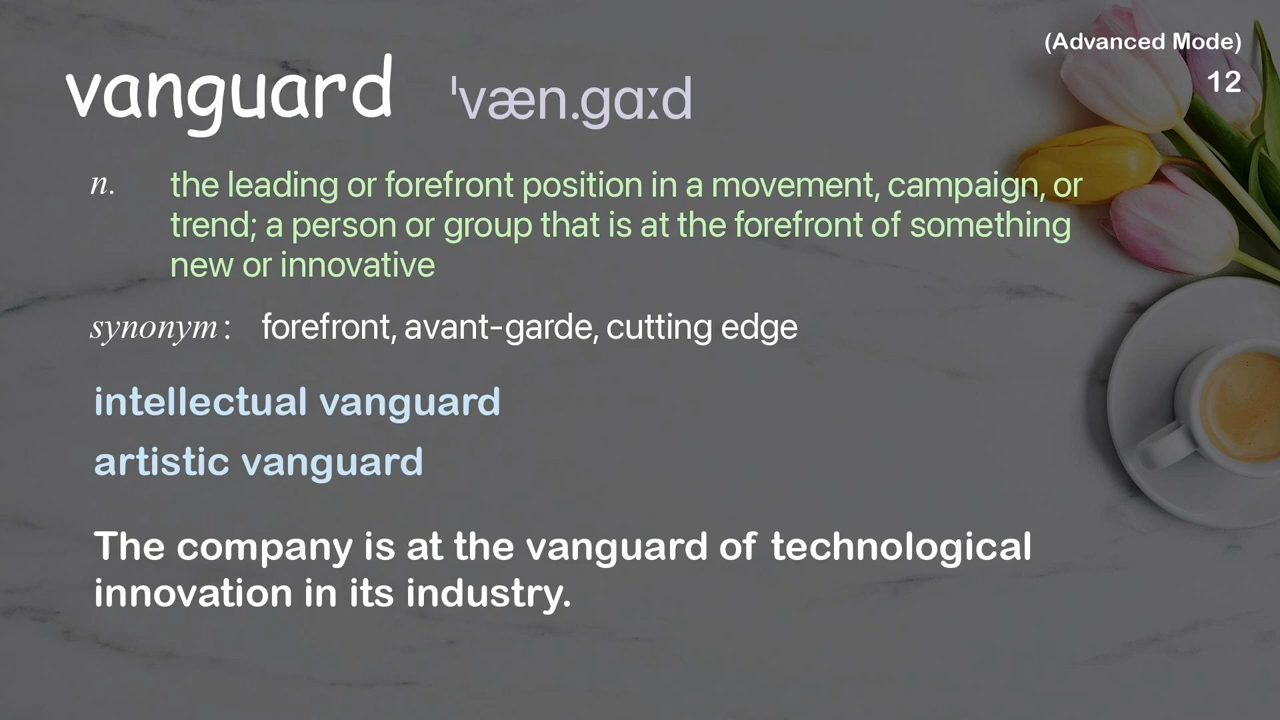 (Advanced Mode)
12
vanguard ˈvæn.gɑːd
n. the leading or forefront position in a movement, campaign, or
trend; a person or group that is at the forefront of something
new or innovative
synonym: forefront, avant-garde, cutting edge
intellectual vanguard
artistic vanguard
The company is at the vanguard of technological
innovation in its industry.